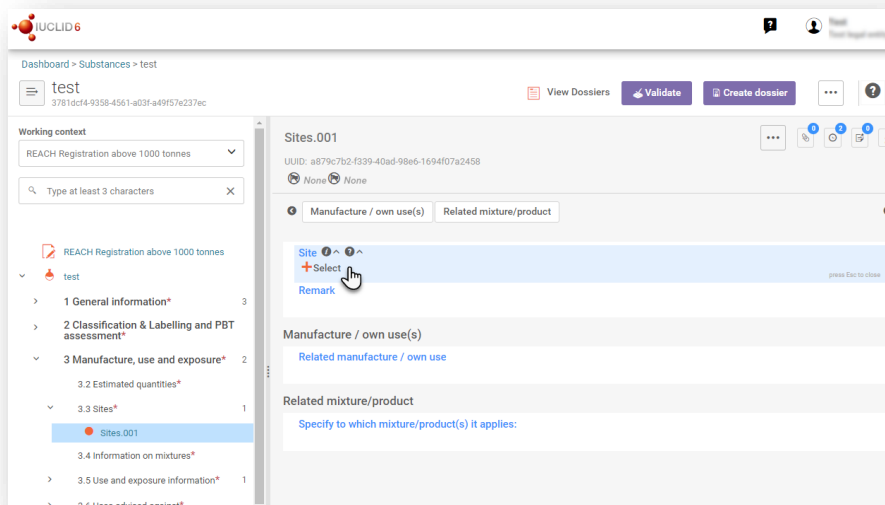 IUCLID 6
?
Dashboard > Substances > test
test
3781dcf4-9358-4561-a03f-a49f57e237ec
View Dossiers
Validate
Create dossier
?
Working context
REACH Registration above 1000 tonnes
Type at least 3 characters
REACH Registration above 1000 tonnes
test
1 General information* 3
2 Classification & Labelling and PBT
assessment*
3 Manufacture, use and exposure* 2
3.2 Estimated quantities*
3.3 Sites* 1
Sites.001
3.4 Information on mixtures*
3.5 Use and exposure information* 1
3.6 Uses advised against*
Sites.001
0 2 0
UUID: a879c7b2-f339-40ad-98e6-1694f07a2458
None None
Manufacture / own use(s) Related mixture/product
Site i ?
+Select
press Esc to close
Remark
Manufacture / own use(s)
Related manufacture / own use
Related mixture/product
Specify to which mixture/product(s) it applies: